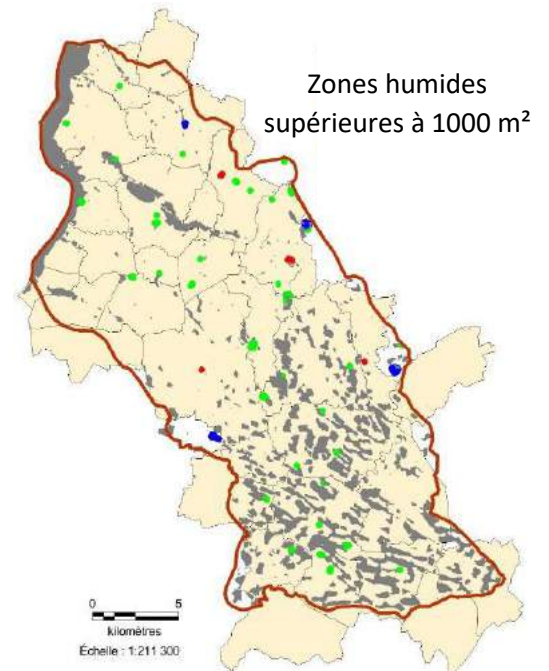 Zones humides
supérieures à 1000 m²
0 5
kilomètres
Échelle : 1:211 300